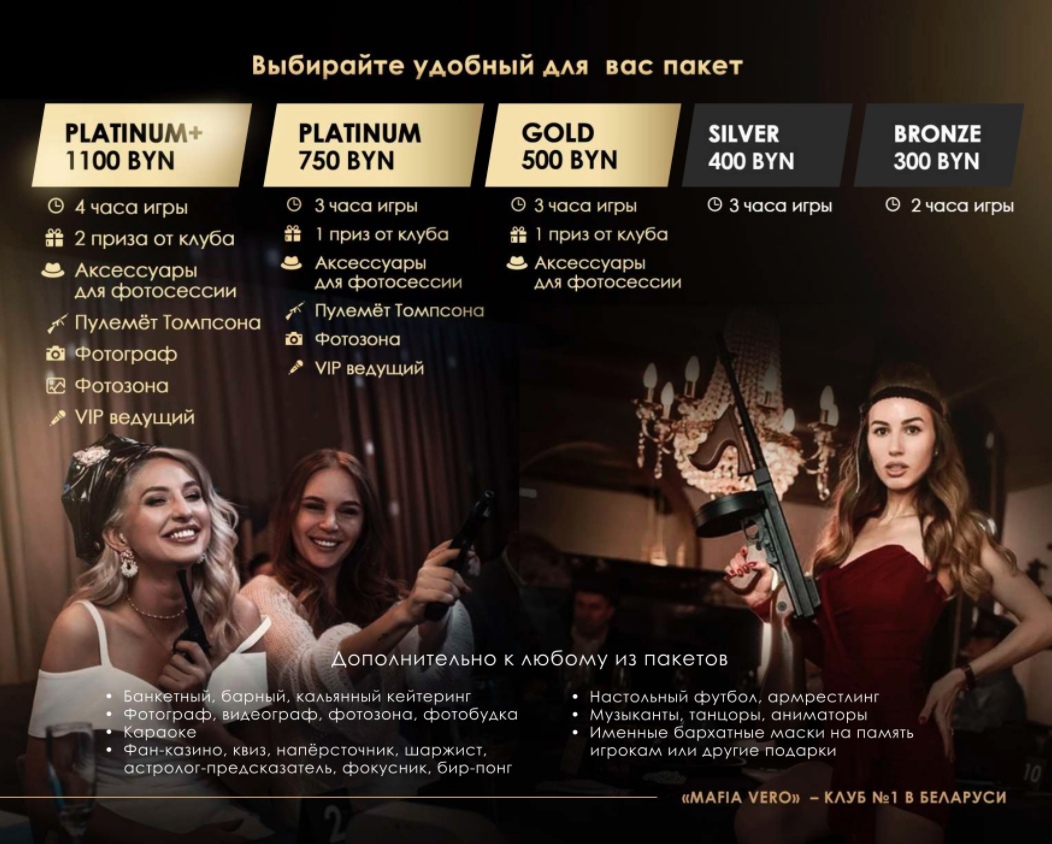 Выбирайте удобный для вас пакет
PLATINUM+
1100 BYN
4 часа игры
2 приза от клуба
Аксессуары
для фотосессии
Пулемёт Томпсона
Фотограф
Фотозона
VIP ведущий
PLATINUM
750 BYN
3 часа игры
1 приз от клуба
Аксессуары
для фотосессии
Пулемёт Томпсона
Фотозона
VIP ведущий
GOLD
500 BYN
3 часа игры
1 приз от клуба
Аксессуары
для фотосессии
SILVER
400 BYN
3 часа игры
BRONZE
300 BYN
2 часа игры
Дополнительно к любому из пакетов
• Банкетный, барный, кальянный кейтеринг
• Фотограф, видеограф, фотозона, фотобудка
• Караоке
• Фан-казино, квиз, напёрсточник, шаржист,
астролог-предсказатель, фокусник, бир-понг
• Настольный футбол, армрестлинг
• Музыканты, танцоры, аниматоры
• Именные бархатные маски на память
игрокам или другие подарки
10
2
«MAFIA VERO» – КЛУБ №1 В БЕЛАРУСИ